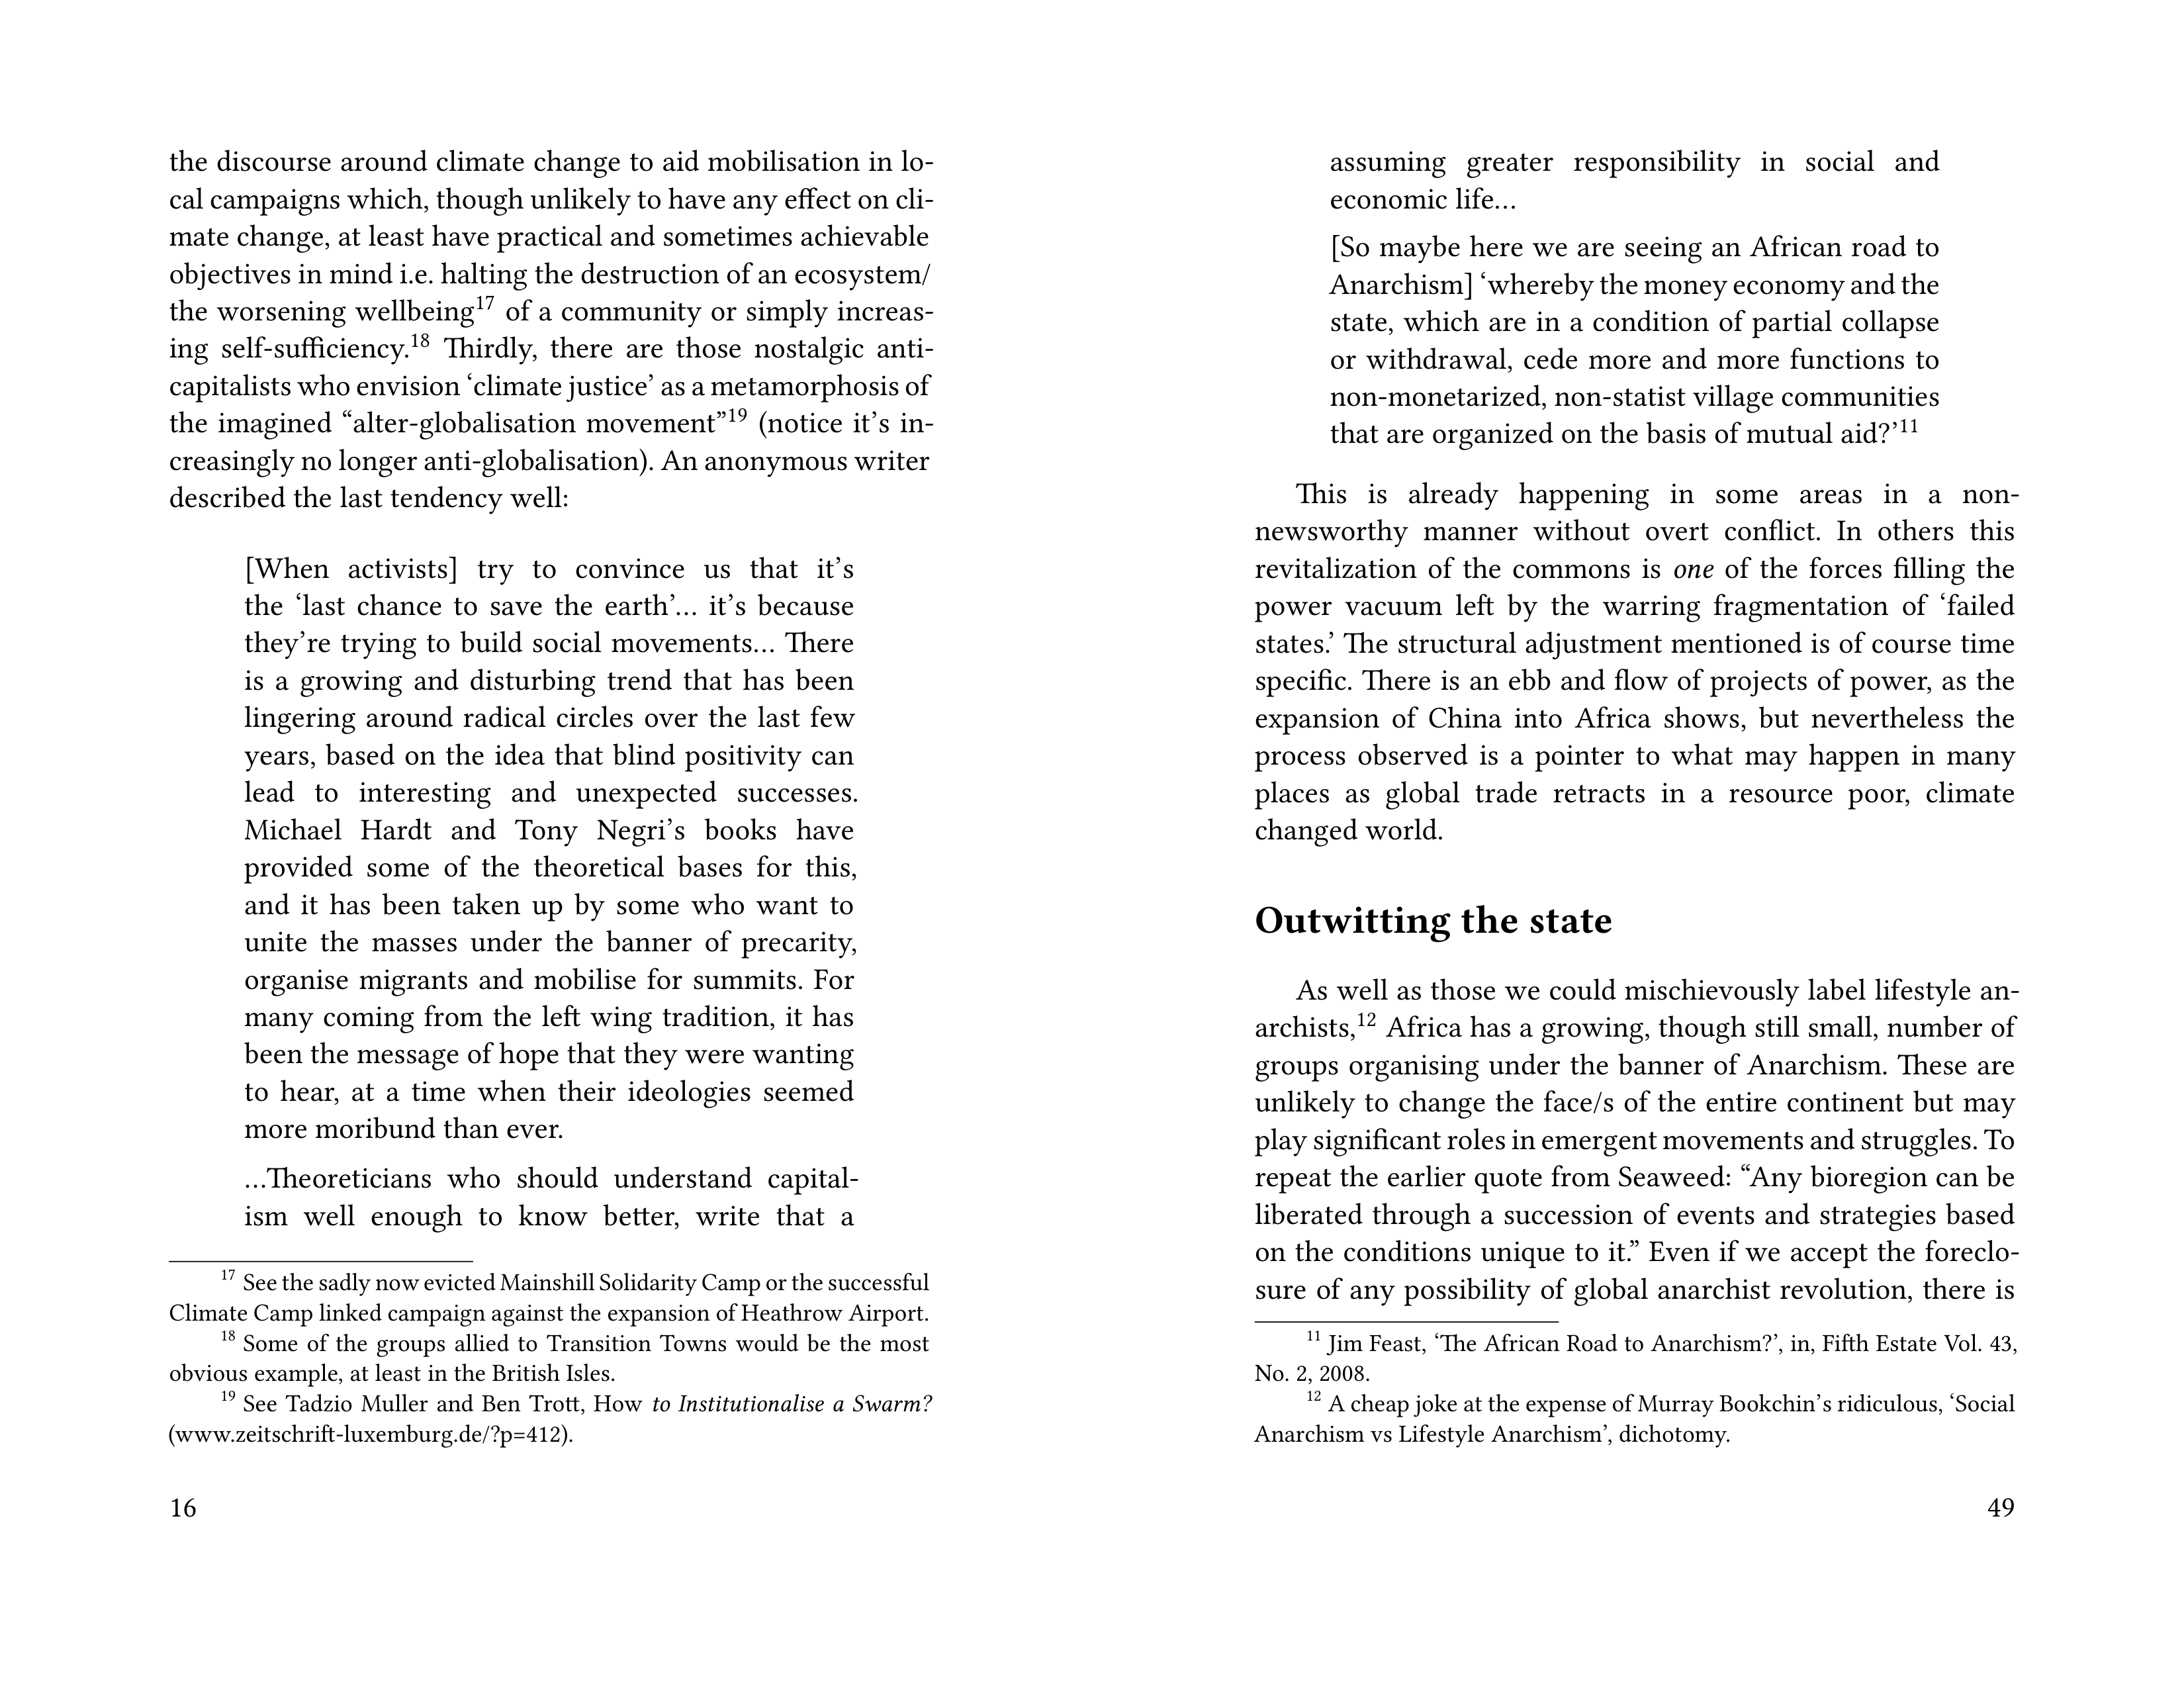 the discourse around climate change to aid mobilisation in lo-
cal campaigns which, though unlikely to have any effect on cli-
mate change, at least have practical and sometimes achievable
objectives in mind i.e. halting the destruction of an ecosystem/
the worsening wellbeing17 of a community or simply increas-
ing self-sufficiency.18 Thirdly, there are those nostalgic anti-
capitalists who envision ‘climate justice’ as a metamorphosis of
the imagined “alter-globalisation movement”19 (notice it’s in-
creasingly no longer anti-globalisation). An anonymous writer
described the last tendency well:
[When activists] try to convince us that it’s
the ‘last chance to save the earth’… it’s because
they’re trying to build social movements… There
is a growing and disturbing trend that has been
lingering around radical circles over the last few
years, based on the idea that blind positivity can
lead to interesting and unexpected successes.
Michael Hardt and Tony Negri’s books have
provided some of the theoretical bases for this,
and it has been taken up by some who want to
unite the masses under the banner of precarity,
organise migrants and mobilise for summits. For
many coming from the left wing tradition, it has
been the message of hope that they were wanting
to hear, at a time when their ideologies seemed
more moribund than ever.
…Theoreticians who should understand capital-
ism well enough to know better, write that a
17 See the sadly now evicted Mainshill Solidarity Camp or the successful
Climate Camp linked campaign against the expansion of Heathrow Airport.
18 Some of the groups allied to Transition Towns would be the most
obvious example, at least in the British Isles.
19 See Tadzio Muller and Ben Trott, How to Institutionalise a Swarm?
(www.zeitschrift-luxemburg.de/?p=412).
16
assuming greater responsibility in social and
economic life…
[So maybe here we are seeing an African road to
Anarchism] ‘whereby the money economy and the
state, which are in a condition of partial collapse
or withdrawal, cede more and more functions to
non-monetarized, non-statist village communities
that are organized on the basis of mutual aid?’11
This is already happening in some areas in a non-
newsworthy manner without overt conflict. In others this
revitalization of the commons is one of the forces filling the
power vacuum left by the warring fragmentation of ‘failed
states.’ The structural adjustment mentioned is of course time
specific. There is an ebb and flow of projects of power, as the
expansion of China into Africa shows, but nevertheless the
process observed is a pointer to what may happen in many
places as global trade retracts in a resource poor, climate
changed world.
Outwitting the state
As well as those we could mischievously label lifestyle an-
archists,12 Africa has a growing, though still small, number of
groups organising under the banner of Anarchism. These are
unlikely to change the face/s of the entire continent but may
play significant roles in emergent movements and struggles. To
repeat the earlier quote from Seaweed: “Any bioregion can be
liberated through a succession of events and strategies based
on the conditions unique to it.” Even if we accept the foreclo-
sure of any possibility of global anarchist revolution, there is
11 Jim Feast, ‘The African Road to Anarchism?’, in, Fifth Estate Vol. 43,
No. 2, 2008.
12 A cheap joke at the expense of Murray Bookchin’s ridiculous, ‘Social
Anarchism vs Lifestyle Anarchism’, dichotomy.
49